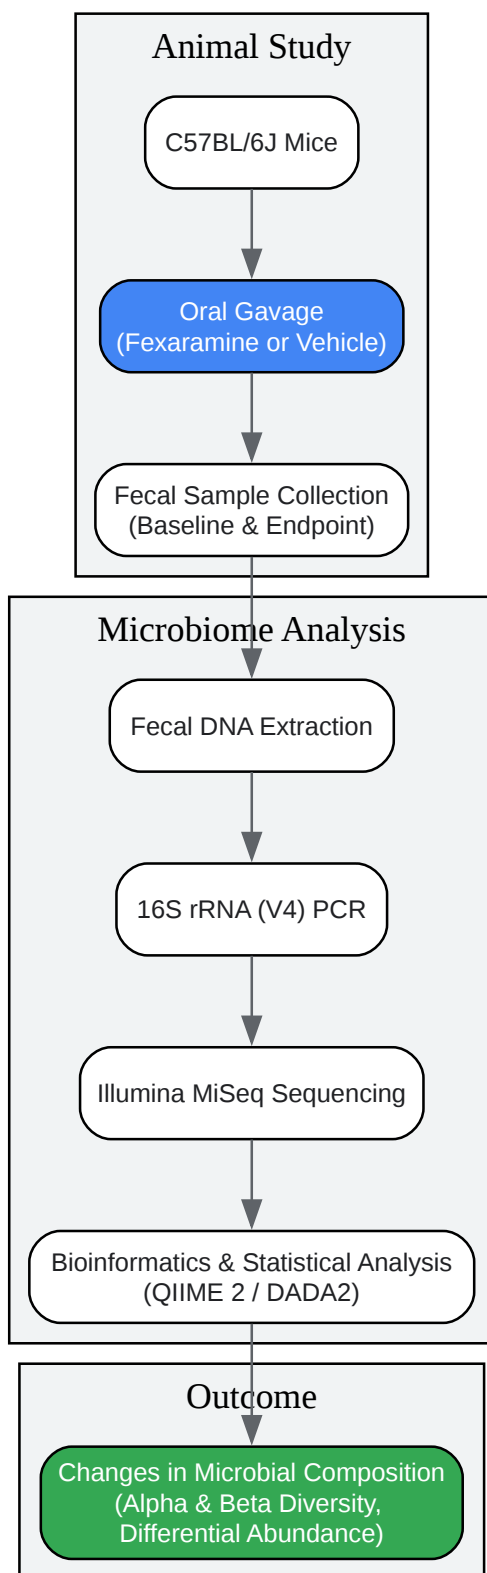 Animal Study
C57BL/6J Mice
Oral Gavage
(Fexaramine or Vehicle)
Fecal Sample Collection
(Baseline & Endpoint)
Microbiome Analysis
Fecal DNA Extraction
16S rRNA (V4) PCR
Illumina MiSeq Sequencing
Bioinformatics & Statistical Analysis
(QIIME 2 / DADA2)
Outcome
Changes in Microbial Composition
(Alpha & Beta Diversity,
Differential Abundance)